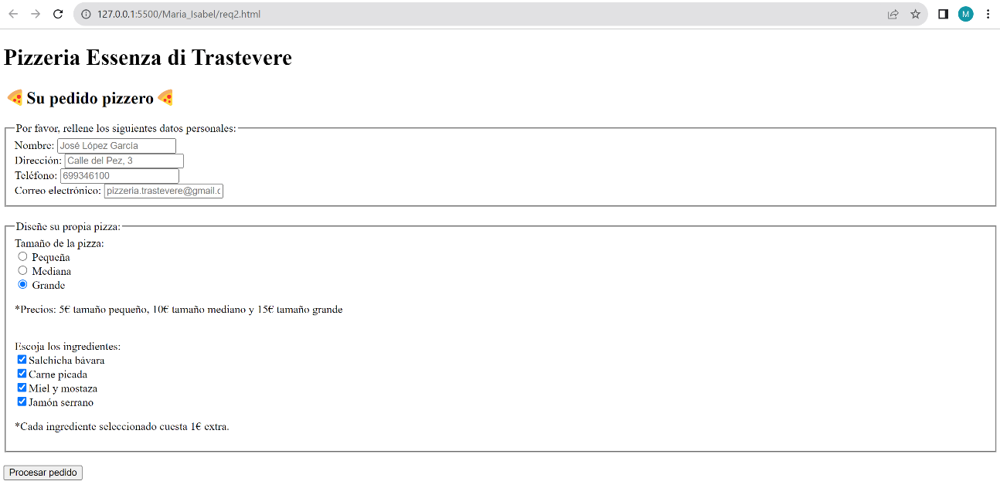 127.0.0.1:5500/Maria_Isabel/req2.html
M
Pizzeria Essenza di Trastevere
Su pedido pizzero
Por favor, rellene los siguientes datos personales:
Nombre: José López García
Dirección: Calle del Pez, 3
Teléfono: 699346100
Correo electrónico: pizzeria.trastevere@gmail.c
Diseñe su propia pizza:
Tamaño de la pizza:
Pequeña
Mediana
Grande
*Precios: 5€ tamaño pequeño, 10€ tamaño mediano y 15€ tamaño grande
Escoja los ingredientes:
Salchicha bávara
Carne picada
Miel y mostaza
Jamón serrano
*Cada ingrediente seleccionado cuesta 1€ extra.
Procesar pedido